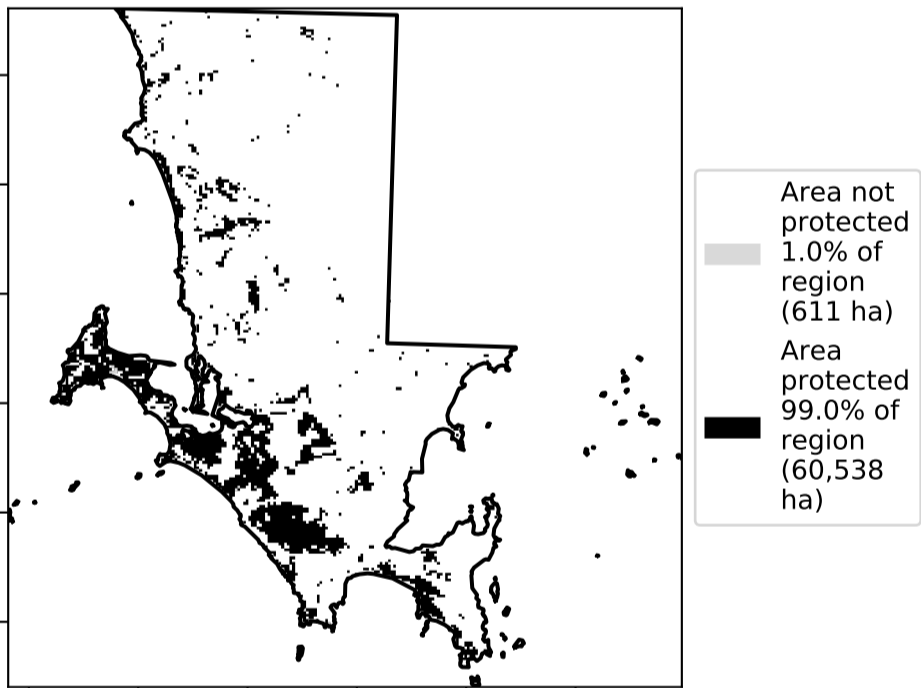 Area not
protected
1.0% of
region
(611 ha)
Area
protected
99.0% of
region
(60,538
ha)